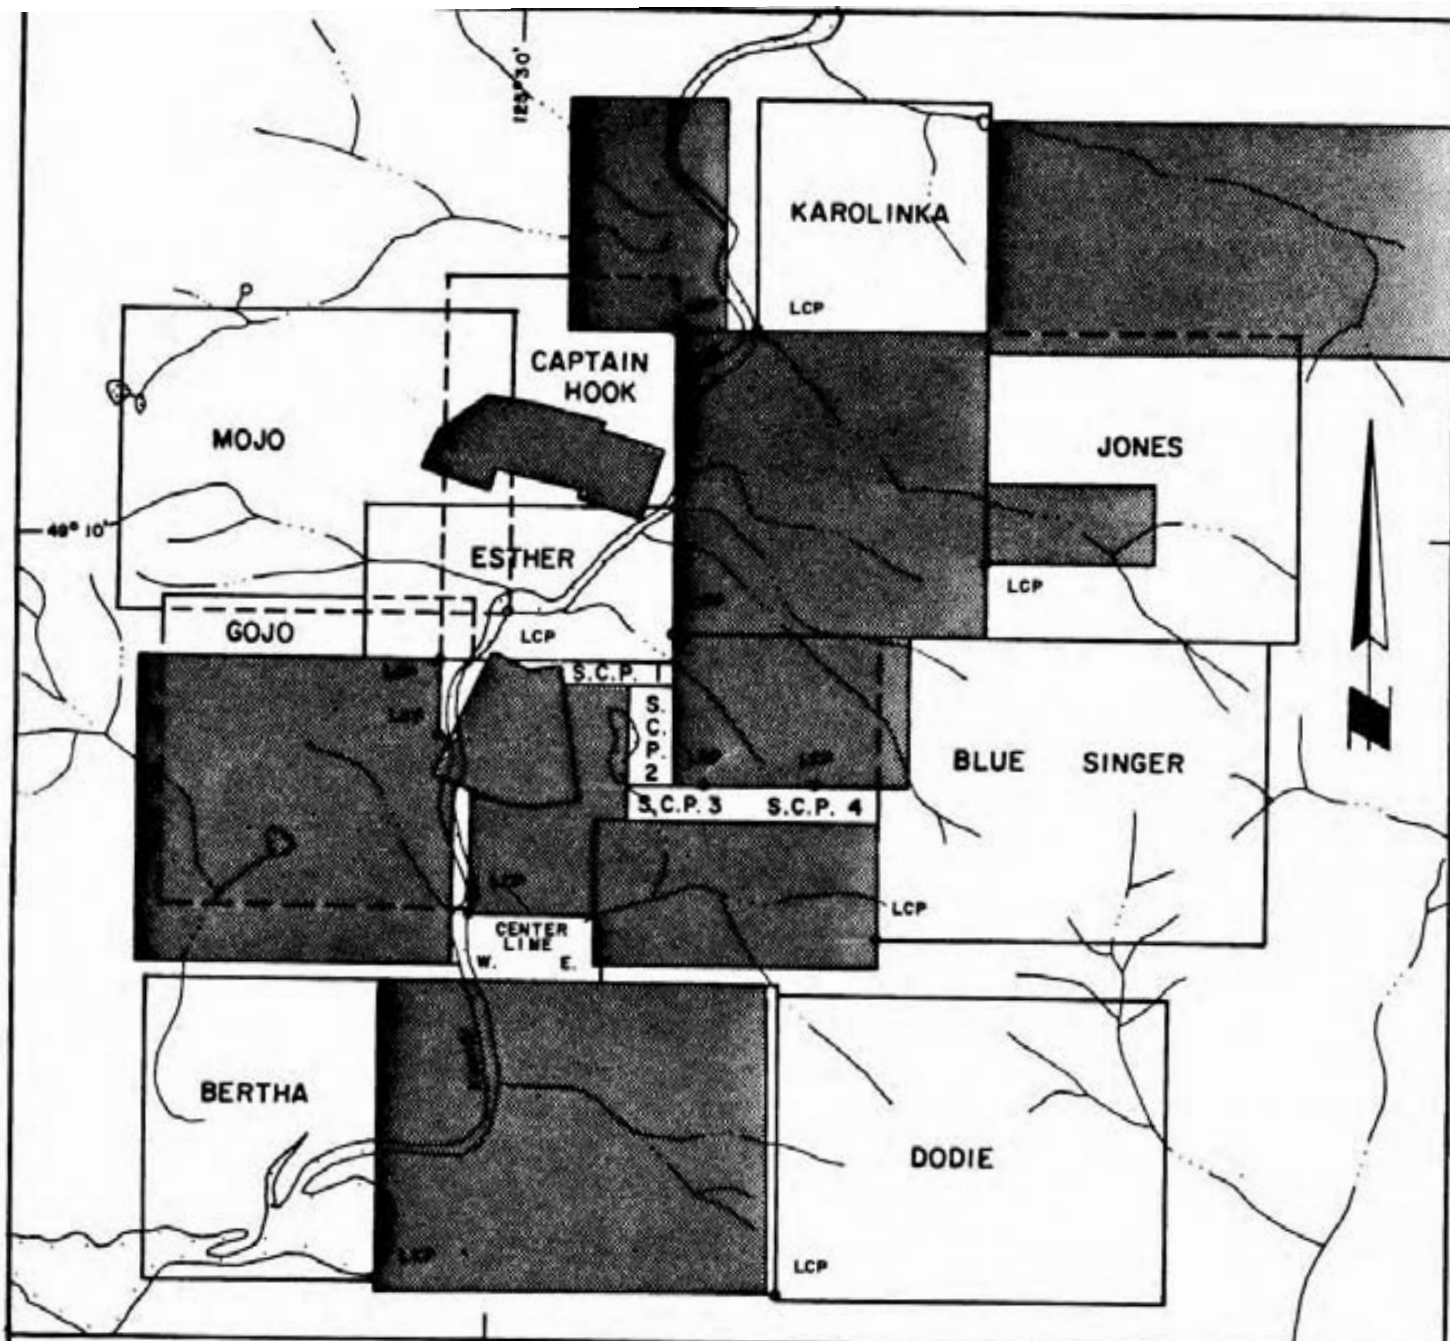 125° 30'
KAROLINKA
LCP
CAPTAIN
HOOK
MOJO
JONES
49° 10'
ESTHER
LCP
LCP
GOJO
S.C.P. 1
LCP
S.
C.
P.
2
BLUE SINGER
S.C.P. 3 S.C.P. 4
LCP
LCP
CENTER
LINE
W. E.
BERTHA
DODIE
LCP
LCP